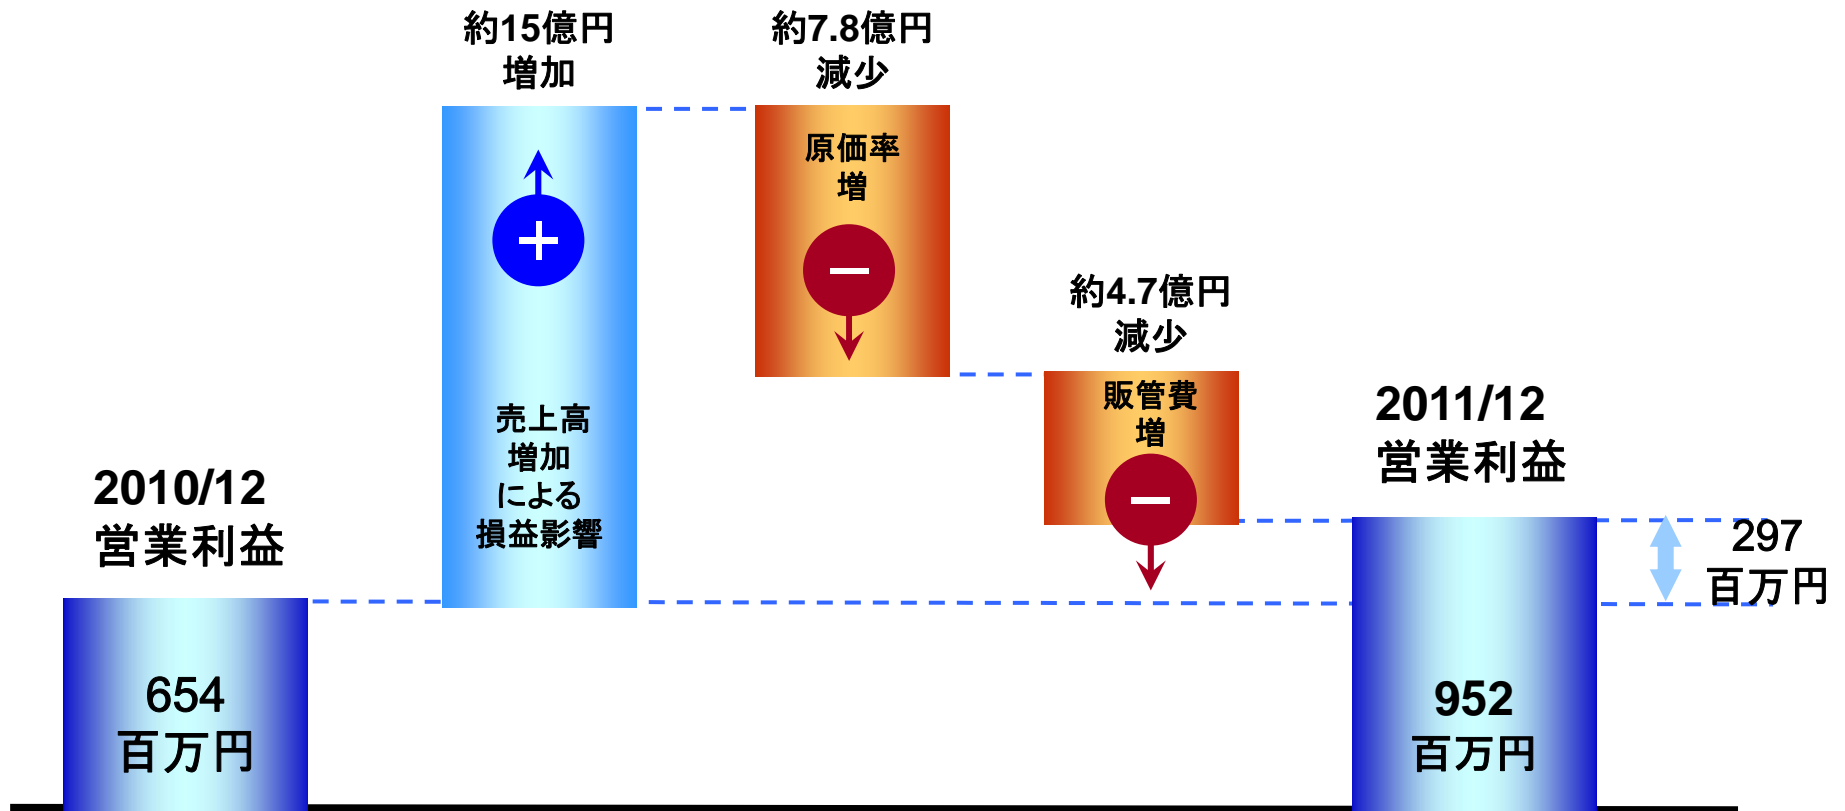 約15億円
増加
約7.8億円
減少
原価率
増
売上高
増加
による
損益影響
約4.7億円
減少
販管費
増
2010/12
営業利益
654
百万円
2011/12
営業利益
952
百万円
297
百万円